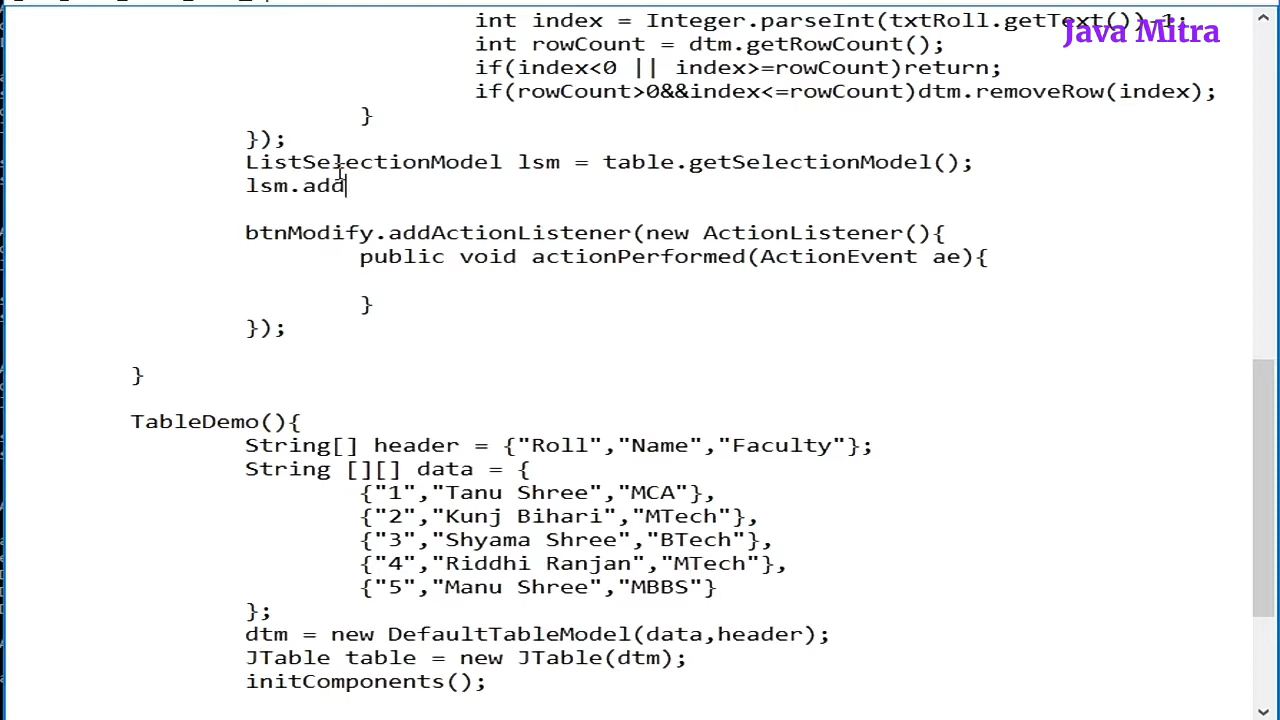 int index = Integer.parseInt(txtRoll.getText())-1;
Java Mitra
int rowCount = dtm.getRowCount();
if(index<0 || index>=rowCount)return;
if(rowCount>0&&index<=rowCount)dtm.removeRow(index);
}
});
ListSelectionModel lsm = table.getSelectionModel();
lsm.add
btnModify.addActionListener(new ActionListener(){
public void actionPerformed(ActionEvent ae){
}
});
}
TableDemo(){
String[] header = {"Roll","Name","Faculty"};
String [][] data = {
{"1","Tanu Shree","MCA"},
{"2","Kunj Bihari","MTech"},
{"3","Shyama Shree","BTech"},
{"4","Riddhi Ranjan","MTech"},
{"5","Manu Shree","MBBS"}
};
dtm = new DefaultTableModel(data,header);
JTable table = new JTable(dtm);
initComponents();